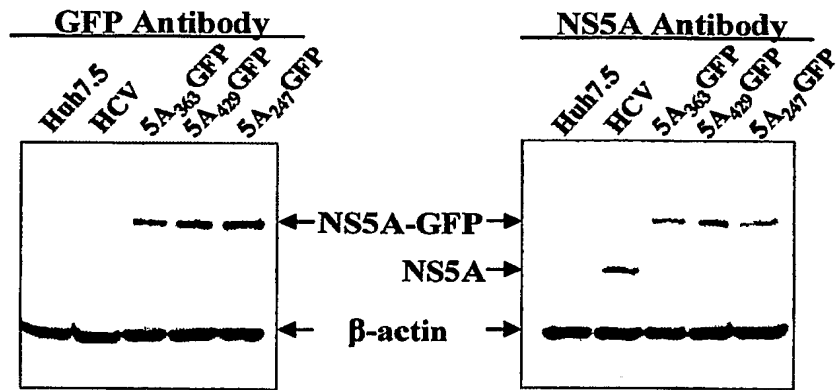 GFP Antibody
Huh7.5
HCV
5A₃₆₃GFP
5A₄₂₉GFP
5A₂₄₇GFP
NS5A Antibody
Huh7.5
HCV
5A₃₆₃GFP
5A₄₂₉GFP
5A₂₄₇GFP
NS5A-GFP
NS5A
β-actin